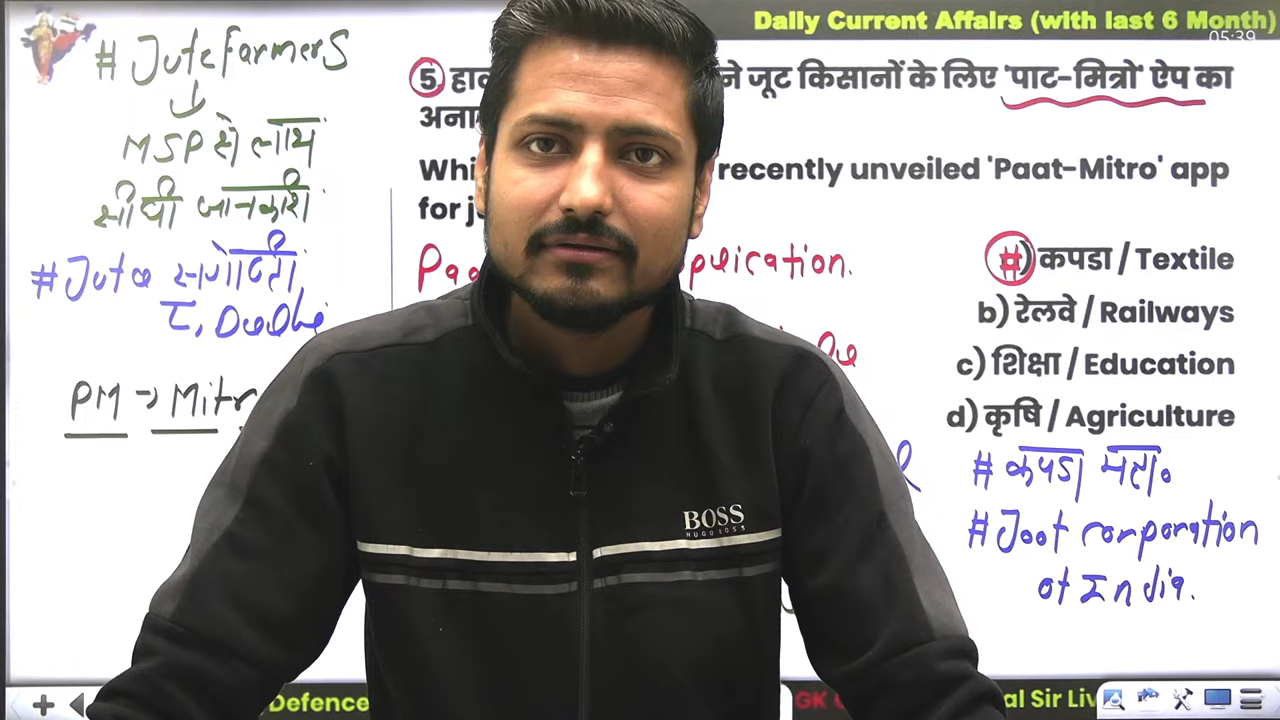 Daily Current Affairs (with last 6 Month)
05:39
# Jute Farmers
MSP से लाभ
सीधी जानकारी
# Jute
PM → Mitr
5) हाल
ने जूट किसानों के लिए 'पाट-मित्रो' ऐप का
अना
Whi
recently unveiled 'Paat-Mitro' app
for j
Paa
plication.
#) कपडा / Textile
b) रेलवे / Railways
c) शिक्षा / Education
d) कृषि / Agriculture
# कपडा मत्रा०
# Joot corporation
of India.
BOSS
HUGO BOSS
Defence
GK
al Sir Liv